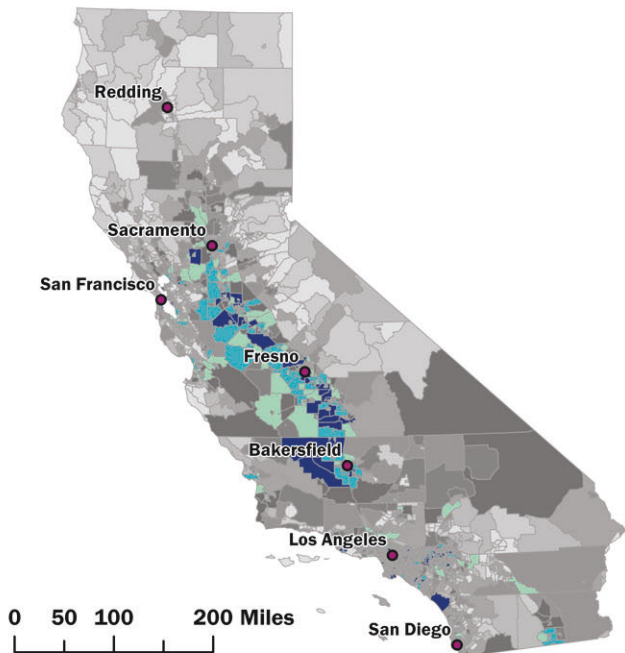 Redding
Sacramento
San Francisco
Fresno
Bakersfield
Los Angeles
San Diego
0 50 100 200 Miles